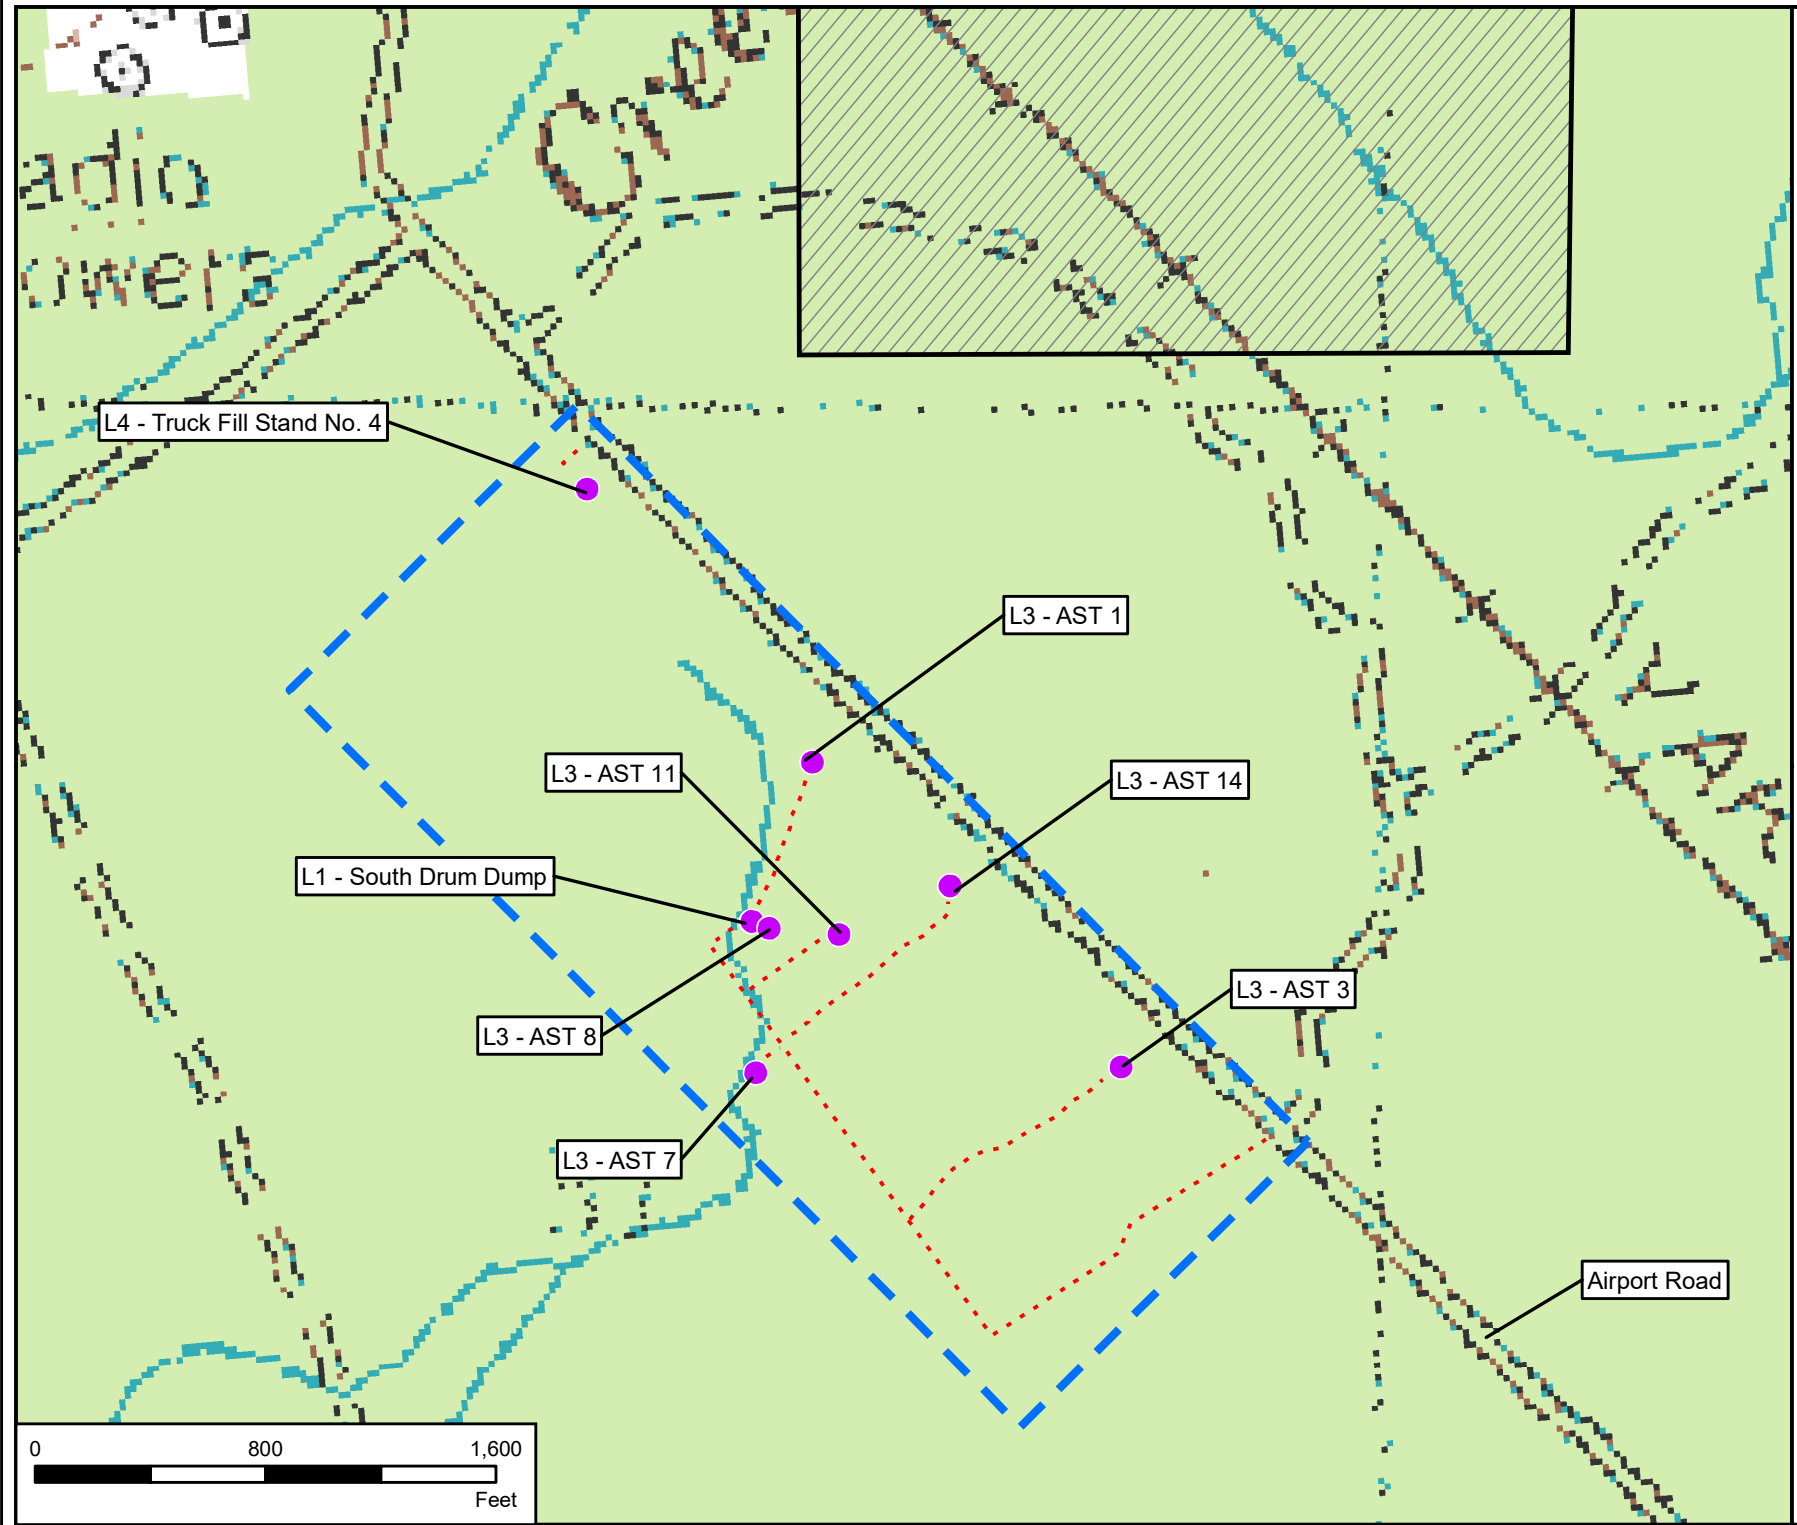 L4 - Truck Fill Stand No. 4
L3 - AST 1
L3 - AST 11
L3 - AST 14
L1 - South Drum Dump
L3 - AST 3
L3 - AST 8
L3 - AST 7
Airport Road
0 800 1,600
Feet